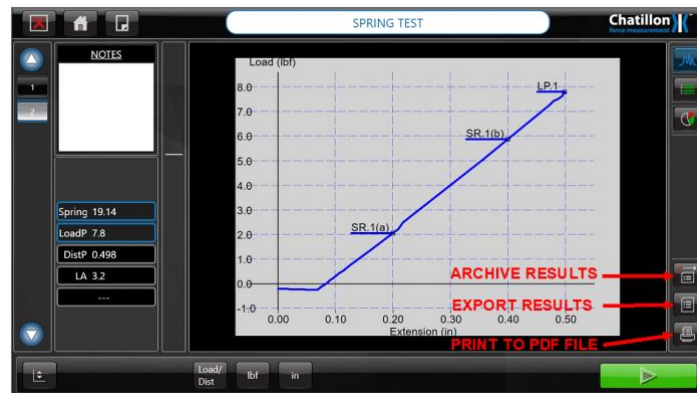 SPRING TEST
Chatillon
force measurement
NOTES
1
2
Spring 19.14
LoadP 7.8
DistP 0.498
LA 3.2
---
Load (lbf)
8.0
7.0
6.0
5.0
4.0
3.0
2.0
1.0
0.0
-1.0
0.00 0.10 0.20 0.30 0.40 0.50
Extension (in)
LP.1
SR.1(b)
SR.1(a)
ARCHIVE RESULTS
EXPORT RESULTS
PRINT TO PDF FILE
Load/
Dist
lbf
in